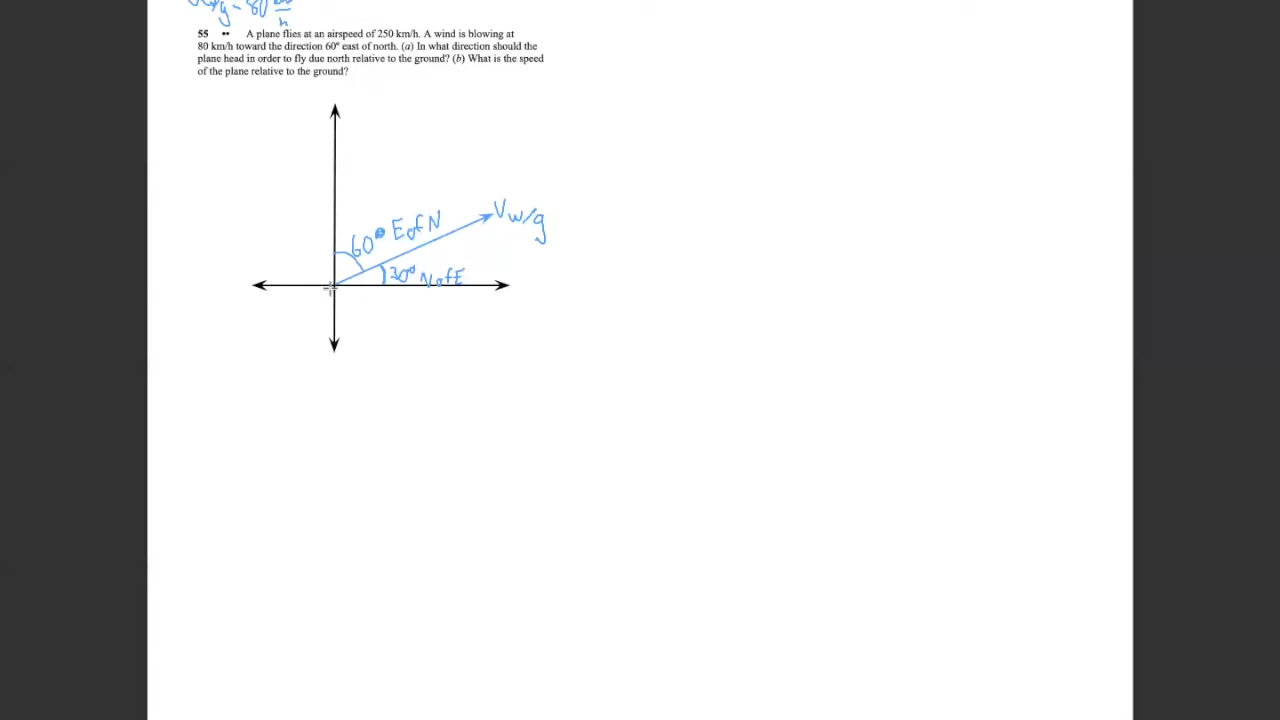 g = 80
h
55 •• A plane flies at an airspeed of 250 km/h. A wind is blowing at
80 km/h toward the direction 60° east of north. (a) In what direction should the
plane head in order to fly due north relative to the ground? (b) What is the speed
of the plane relative to the ground?
Vw/g
60° E of N
30° N of E